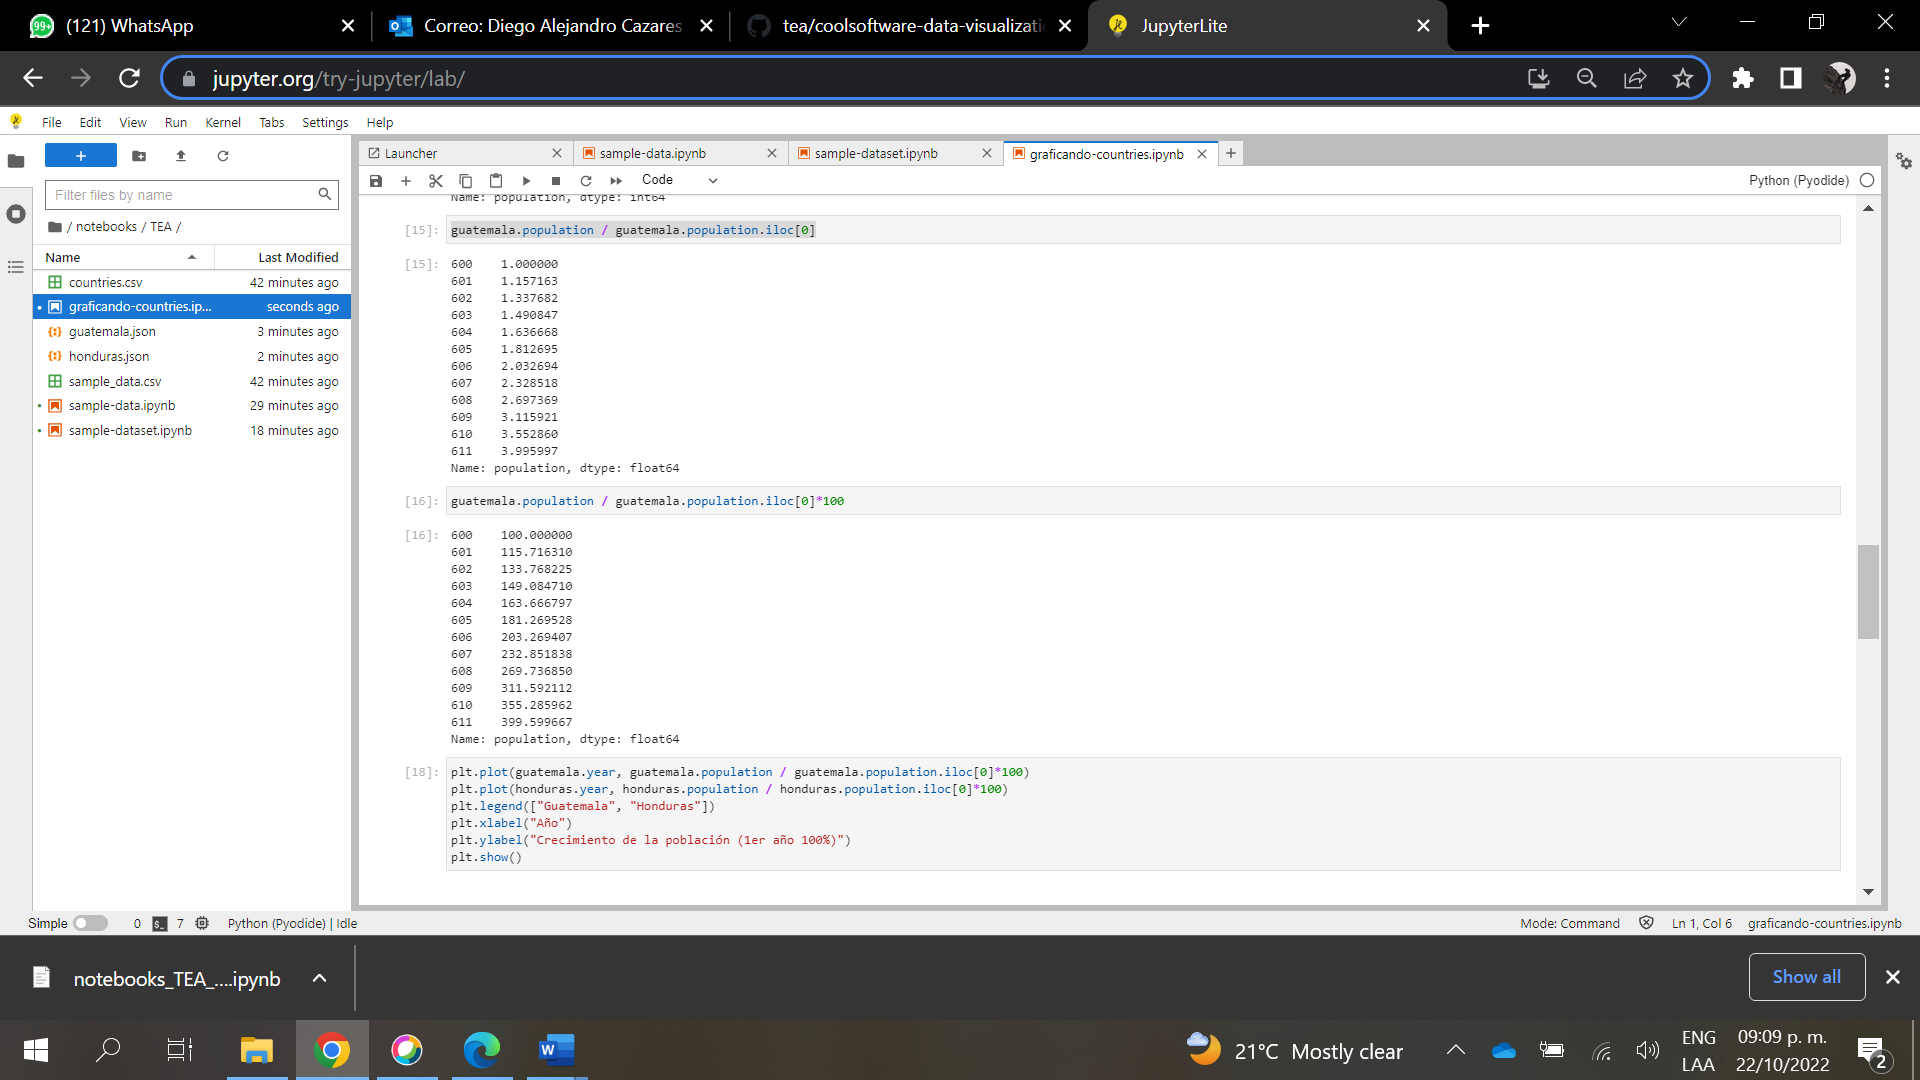 (121) WhatsApp
Correo: Diego Alejandro Cazares
tea/coolsoftware-data-visualizati
JupyterLite
jupyter.org/try-jupyter/lab/
File Edit View Run Kernel Tabs Settings Help
Launcher
sample-data.ipynb
sample-dataset.ipynb
graficando-countries.ipynb
Filter files by name
Code
Python (Pyodide)
/ notebooks / TEA /
Name Last Modified
countries.csv 42 minutes ago
graficando-countries.ip... seconds ago
guatemala.json 3 minutes ago
honduras.json 2 minutes ago
sample_data.csv 42 minutes ago
sample-data.ipynb 29 minutes ago
sample-dataset.ipynb 18 minutes ago
Name: population, dtype: int64
[15]: guatemala.population / guatemala.population.iloc[0]
[15]: 600 1.000000
601 1.157163
602 1.337682
603 1.490847
604 1.636668
605 1.812695
606 2.032694
607 2.328518
608 2.697369
609 3.115921
610 3.552860
611 3.995997
Name: population, dtype: float64
[16]: guatemala.population / guatemala.population.iloc[0]*100
[16]: 600 100.000000
601 115.716310
602 133.768225
603 149.084710
604 163.666797
605 181.269528
606 203.269407
607 232.851838
608 269.736850
609 311.592112
610 355.285962
611 399.599667
Name: population, dtype: float64
[18]: plt.plot(guatemala.year, guatemala.population / guatemala.population.iloc[0]*100)
plt.plot(honduras.year, honduras.population / honduras.population.iloc[0]*100)
plt.legend(["Guatemala", "Honduras"])
plt.xlabel("Año")
plt.ylabel("Crecimiento de la población (1er año 100%)")
plt.show()
Simple 0 7 Python (Pyodide) | Idle
Mode: Command Ln 1, Col 6 graficando-countries.ipynb
notebooks_TEA_....ipynb
Show all
21°C Mostly clear
ENG
LAA
09:09 p. m.
22/10/2022
2